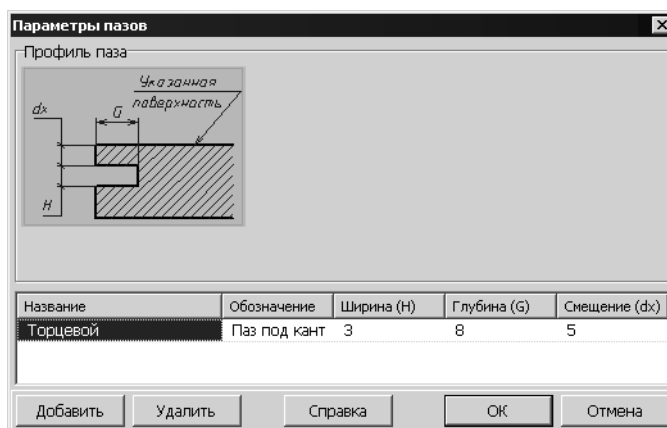 Параметры пазов
Профиль паза
Указанная
поверхность
dx
G
H
Название Обозначение Ширина (H) Глубина (G) Смещение (dx)
Торцевой Паз под кант 3 8 5
Добавить Удалить Справка ОК Отмена